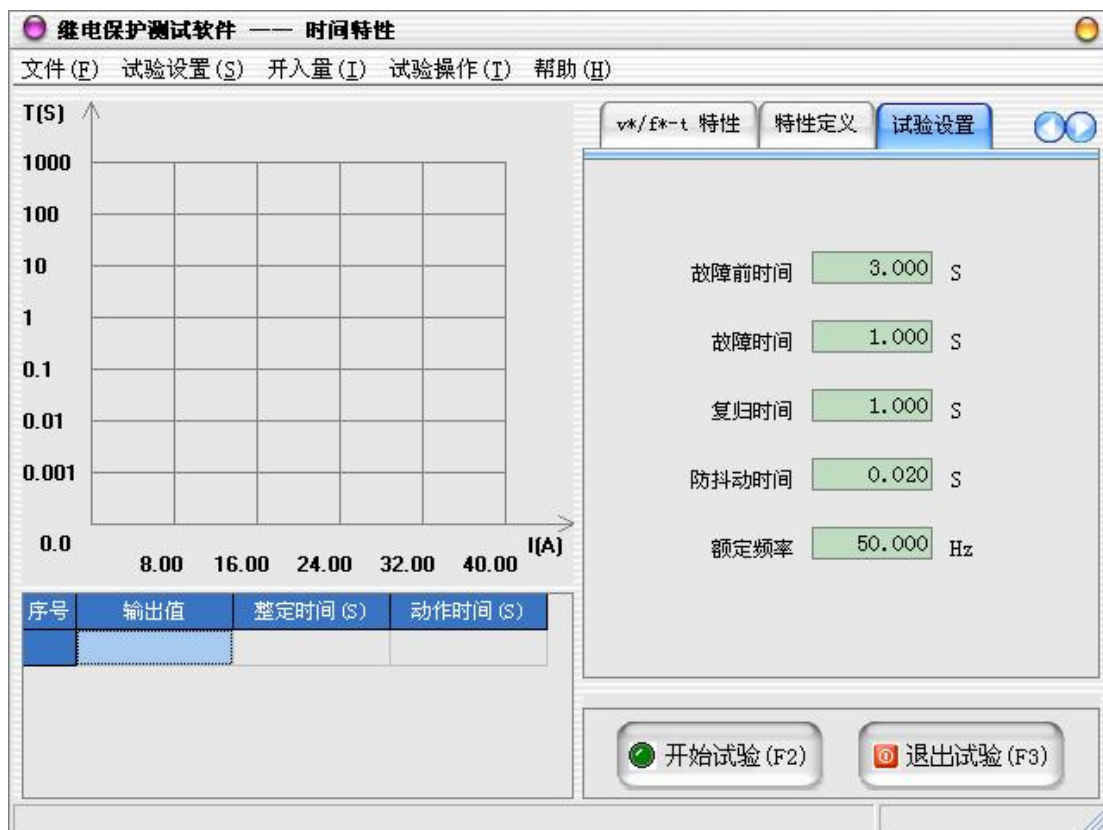 继电保护测试软件 —— 时间特性
文件(F) 试验设置(S) 开入量(I) 试验操作(T) 帮助(H)
T(S)
1000
100
10
1
0.1
0.01
0.001
0.0
8.00 16.00 24.00 32.00 40.00
I(A)
序号 输出值 整定时间(S) 动作时间(S)
v*/f*-t 特性 特性定义 试验设置
故障前时间 3.000 S
故障时间 1.000 S
复归时间 1.000 S
防抖动时间 0.020 S
额定频率 50.000 Hz
开始试验(F2) 退出试验(F3)